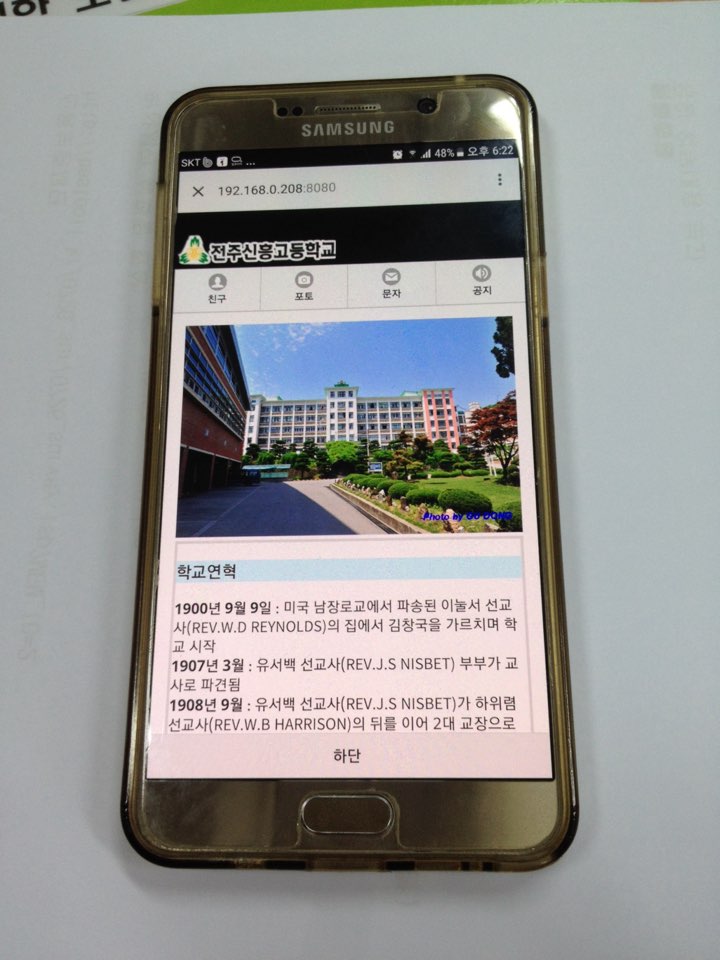 SAMSUNG
SKT 1 ... 48% 오후 6:22
192.168.0.208:8080
전주신흥고등학교
친구 포토 문자 공지
Photo by GO DONG
학교연혁
1900년 9월 9일 : 미국 남장로교에서 파송된 이눌서 선교
사(REV.W.D REYNOLDS)의 집에서 김창국을 가르치며 학
교 시작
1907년 3월 : 유서백 선교사(REV.J.S NISBET) 부부가 교
사로 파견됨
1908년 9월 : 유서백 선교사(REV.J.S NISBET)가 하위렴
선교사(REV.W.B HARRISON)의 뒤를 이어 2대 교장으로
하단